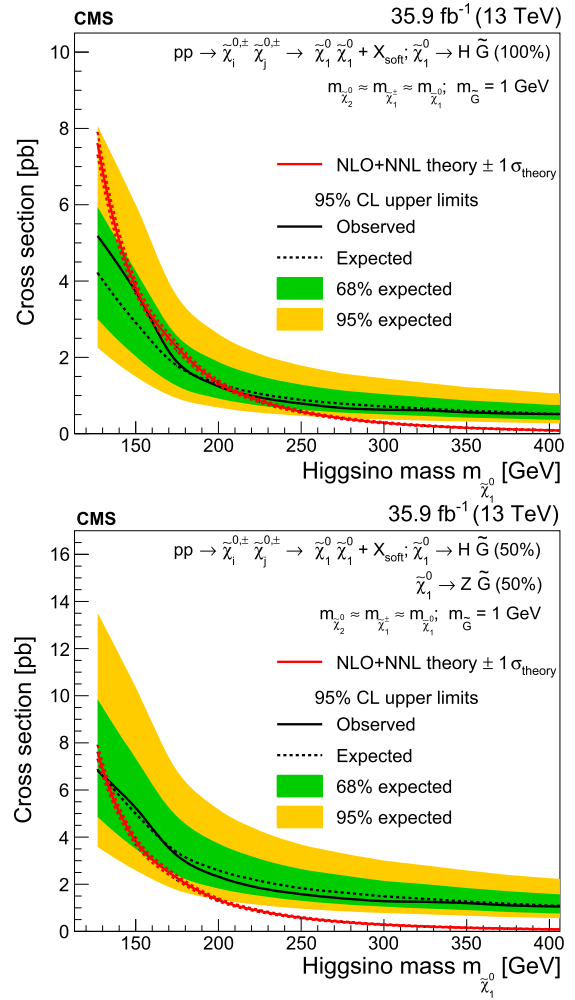 CMS 35.9 fb⁻¹ (13 TeV)
pp → χ̃ᵢ⁰,± χ̃ⱼ⁰,± → χ̃₁⁰ χ̃₁⁰ + X_soft; χ̃₁⁰ → H G̃ (100%)
m_χ̃₂⁰ ≈ m_χ̃₁± ≈ m_χ̃₁⁰; m_G̃ = 1 GeV
NLO+NNL theory ± 1 σ_theory
95% CL upper limits
Observed
Expected
68% expected
95% expected
Cross section [pb]
10
8
6
4
2
0
150 200 250 300 350 400
Higgsino mass m_χ̃₁⁰ [GeV]
CMS 35.9 fb⁻¹ (13 TeV)
pp → χ̃ᵢ⁰,± χ̃ⱼ⁰,± → χ̃₁⁰ χ̃₁⁰ + X_soft; χ̃₁⁰ → H G̃ (50%)
χ̃₁⁰ → Z G̃ (50%)
m_χ̃₂⁰ ≈ m_χ̃₁± ≈ m_χ̃₁⁰; m_G̃ = 1 GeV
NLO+NNL theory ± 1 σ_theory
95% CL upper limits
Observed
Expected
68% expected
95% expected
Cross section [pb]
16
14
12
10
8
6
4
2
0
150 200 250 300 350 400
Higgsino mass m_χ̃₁⁰ [GeV]